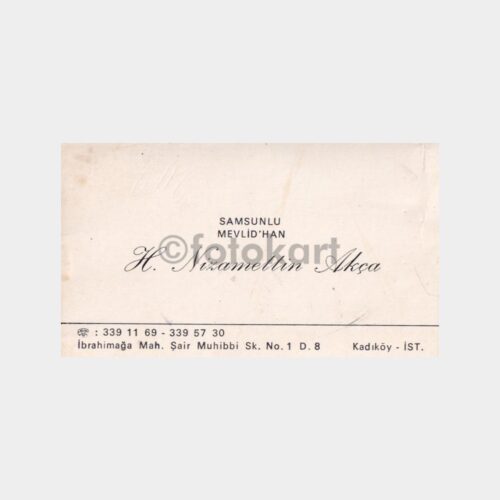 SAMSUNLU
MEVLİD'HAN
©fotokart
H. Nizamettin Akça
☎ : 339 11 69 - 339 57 30
İbrahimağa Mah. Şair Muhibbi Sk. No. 1 D. 8 Kadıköy - İST.